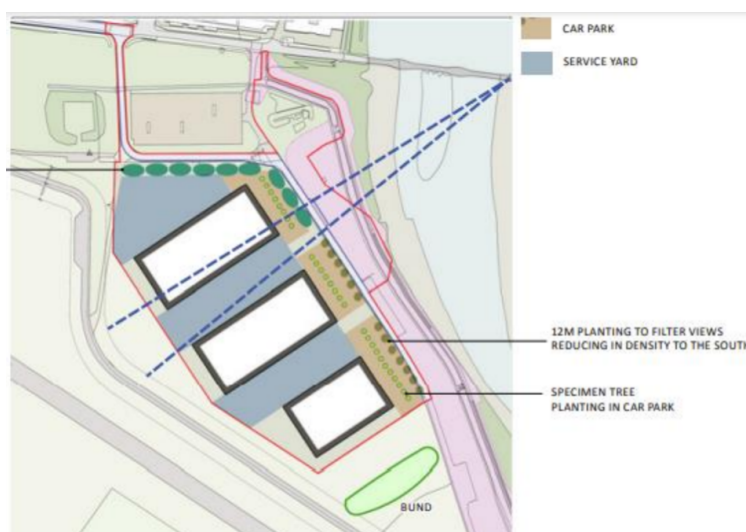 CAR PARK
SERVICE YARD
12M PLANTING TO FILTER VIEWS
REDUCING IN DENSITY TO THE SOUTH
SPECIMEN TREE
PLANTING IN CAR PARK
BUND